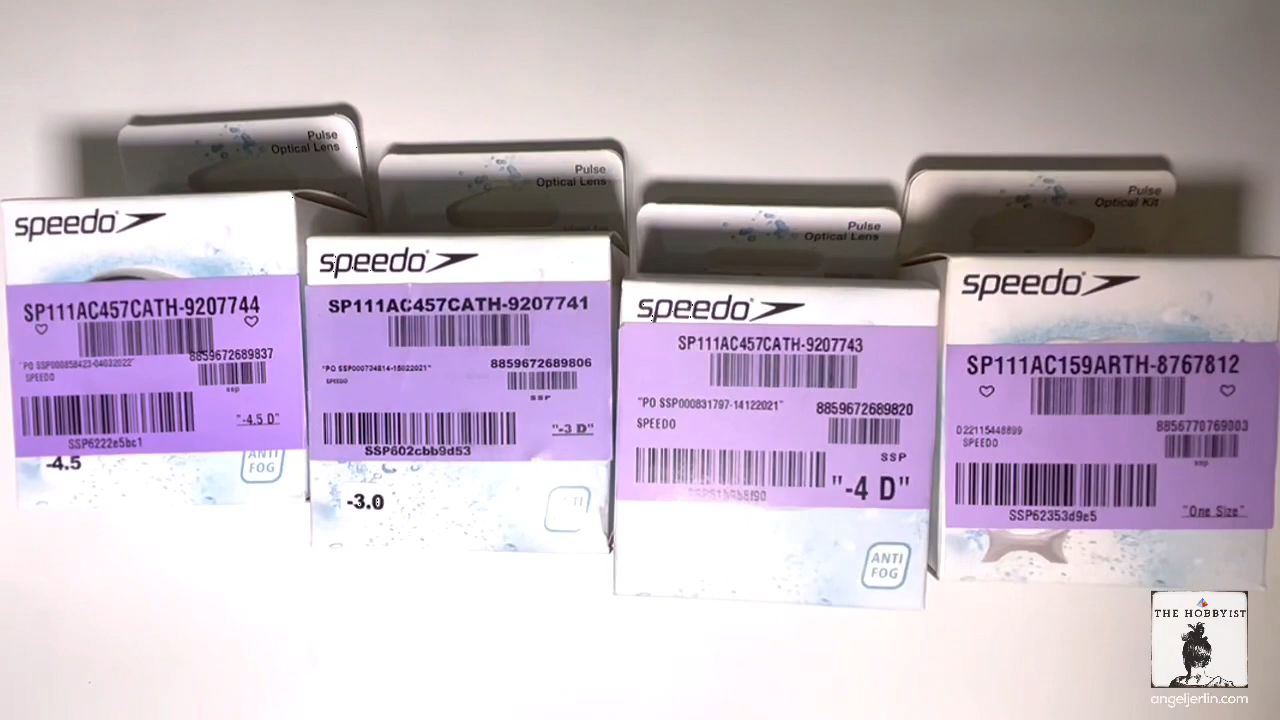 Pulse
Optical Lens
speedo
SP111AC457CATH-9207744
8859672689837
"PO SSP000858423-04032022"
SPEEDO
ssp
"-4.5 D"
SSP6222e5bc1
-4.5
ANTI
FOG
Pulse
Optical Lens
speedo
SP111AC457CATH-9207741
"PO SSP000734814-15022021"
8859672689806
SPEEDO
SSP
"-3 D"
SSP602cbb9d53
-3.0
Pulse
Optical Lens
speedo
SP111AC457CATH-9207743
"PO SSP000831797-14122021"
8859672689820
SPEEDO
SSP
"-4 D"
ANTI
FOG
Pulse
Optical Kit
speedo
SP111AC159ARTH-8767812
D22115448899
8856770769003
SPEEDO
ssp
SSP62353d9e5
"One Size"
THE HOBBYIST
angeljerlin.com